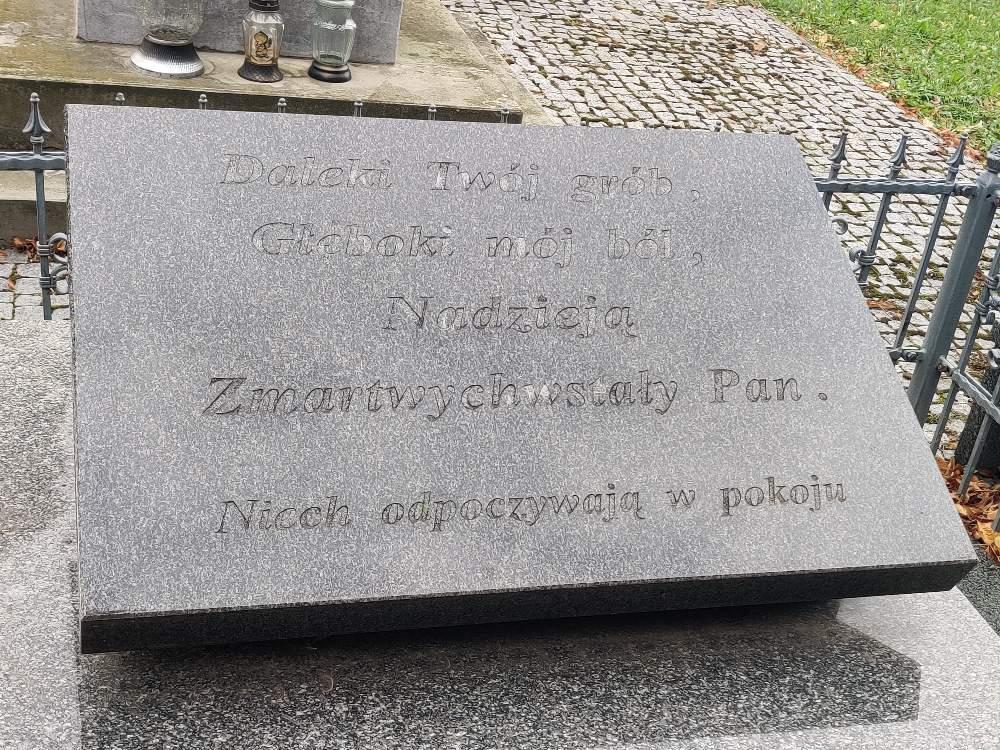 Daleki Twój grób,
Głęboki mój ból,
Nadzieją
Zmartwychwstały Pan.
Niech odpoczywają w pokoju